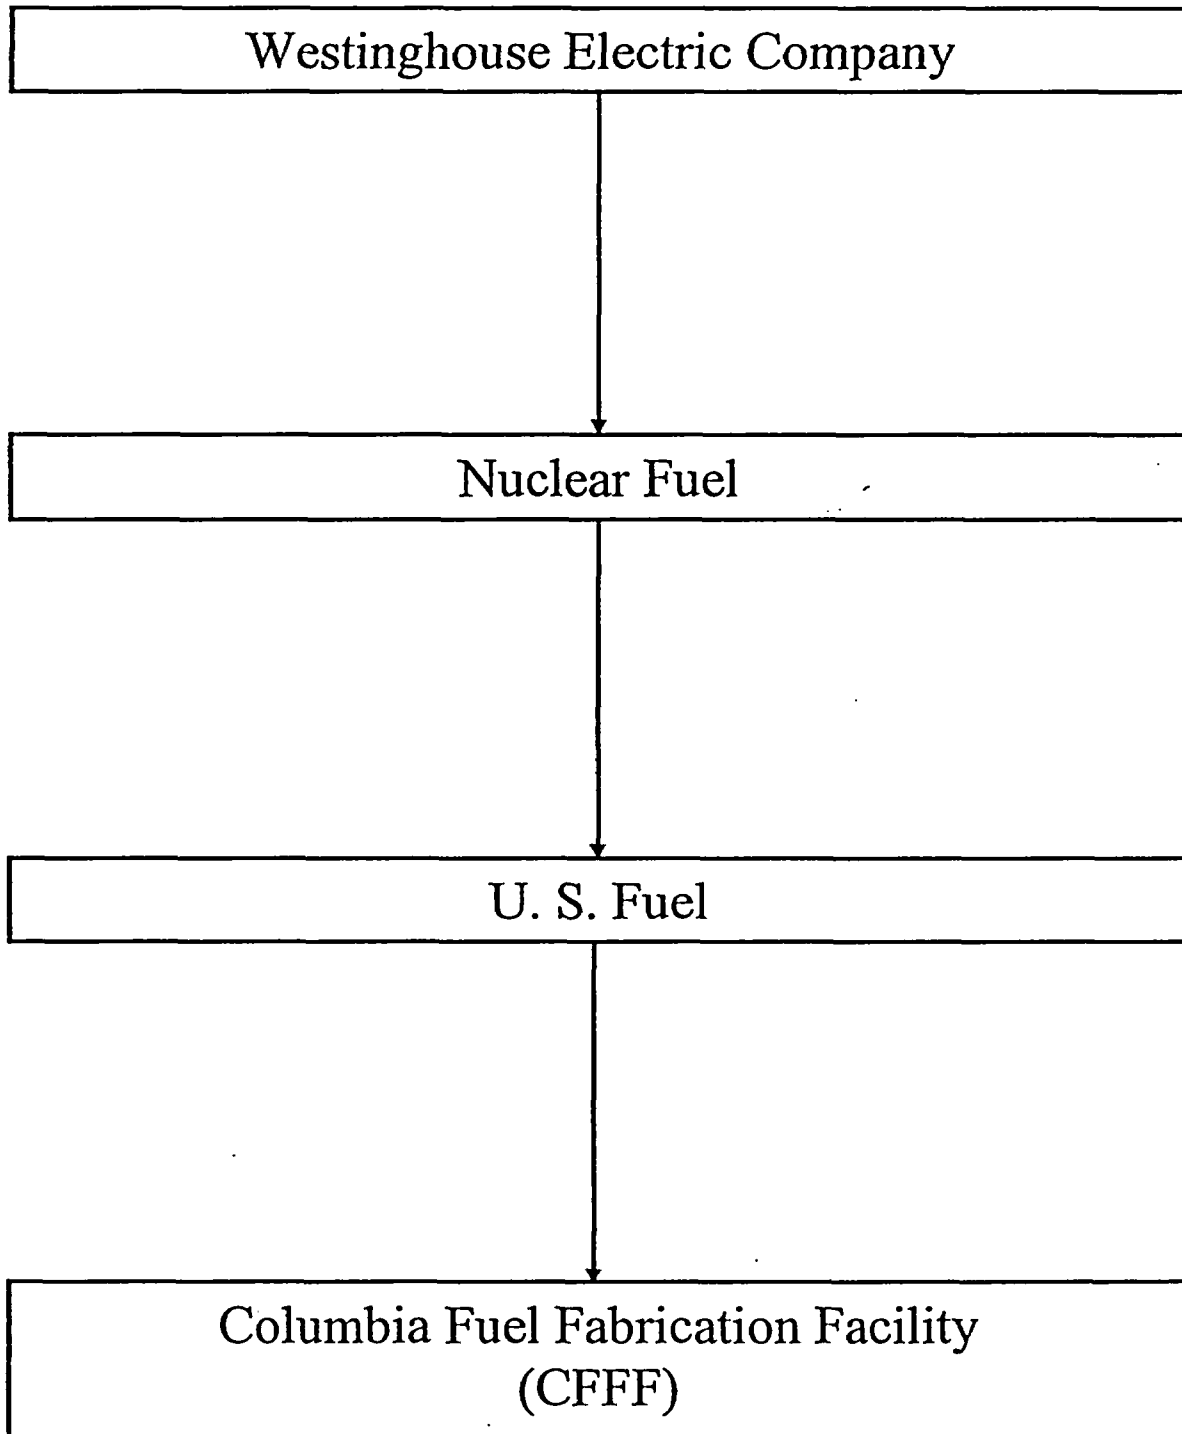 Westinghouse Electric Company
Nuclear Fuel
U. S. Fuel
Columbia Fuel Fabrication Facility
(CFFF)